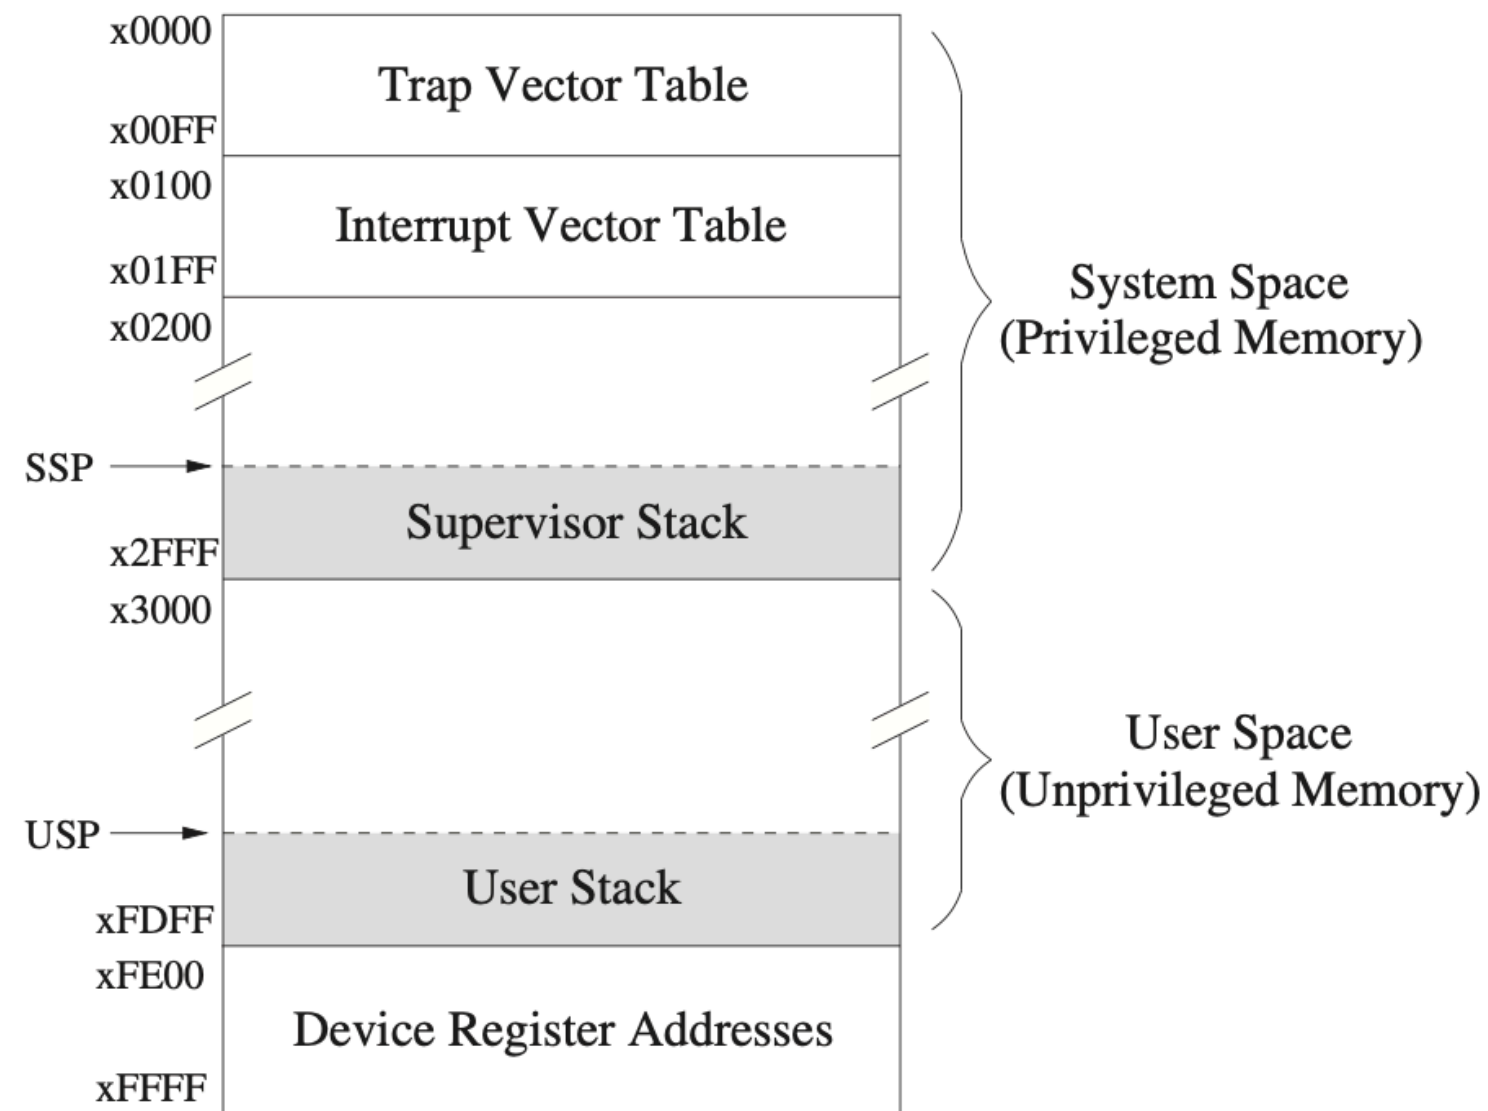 x0000
Trap Vector Table
x00FF
x0100
Interrupt Vector Table
x01FF
x0200
System Space
(Privileged Memory)
SSP
Supervisor Stack
x2FFF
x3000
User Space
(Unprivileged Memory)
USP
User Stack
xFDFF
xFE00
Device Register Addresses
xFFFF